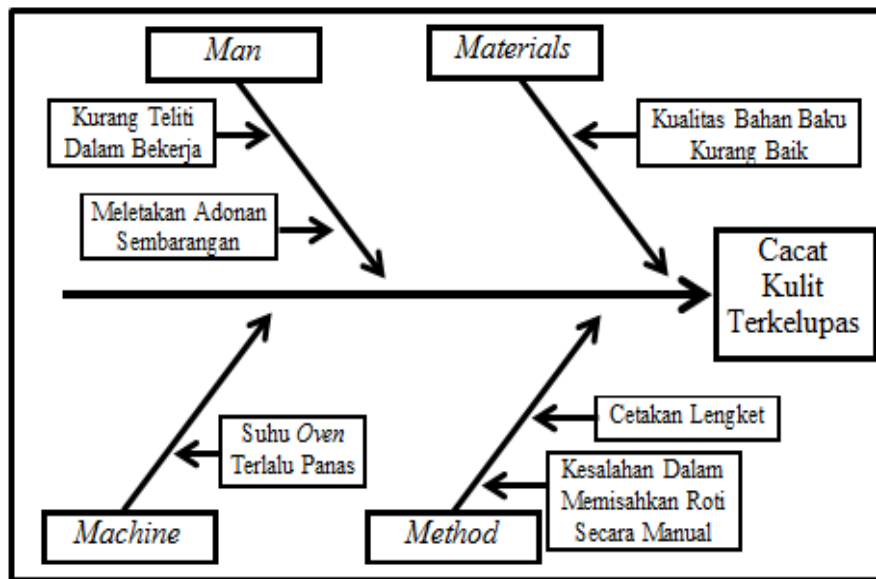 Man
Materials
Kurang Teliti
Dalam Bekerja
Kualitas Bahan Baku
Kurang Baik
Meletakan Adonan
Sembarangan
Cacat
Kulit
Terkelupas
Suhu Oven
Terlalu Panas
Cetakan Lengket
Kesalahan Dalam
Memisahkan Roti
Secara Manual
Machine
Method